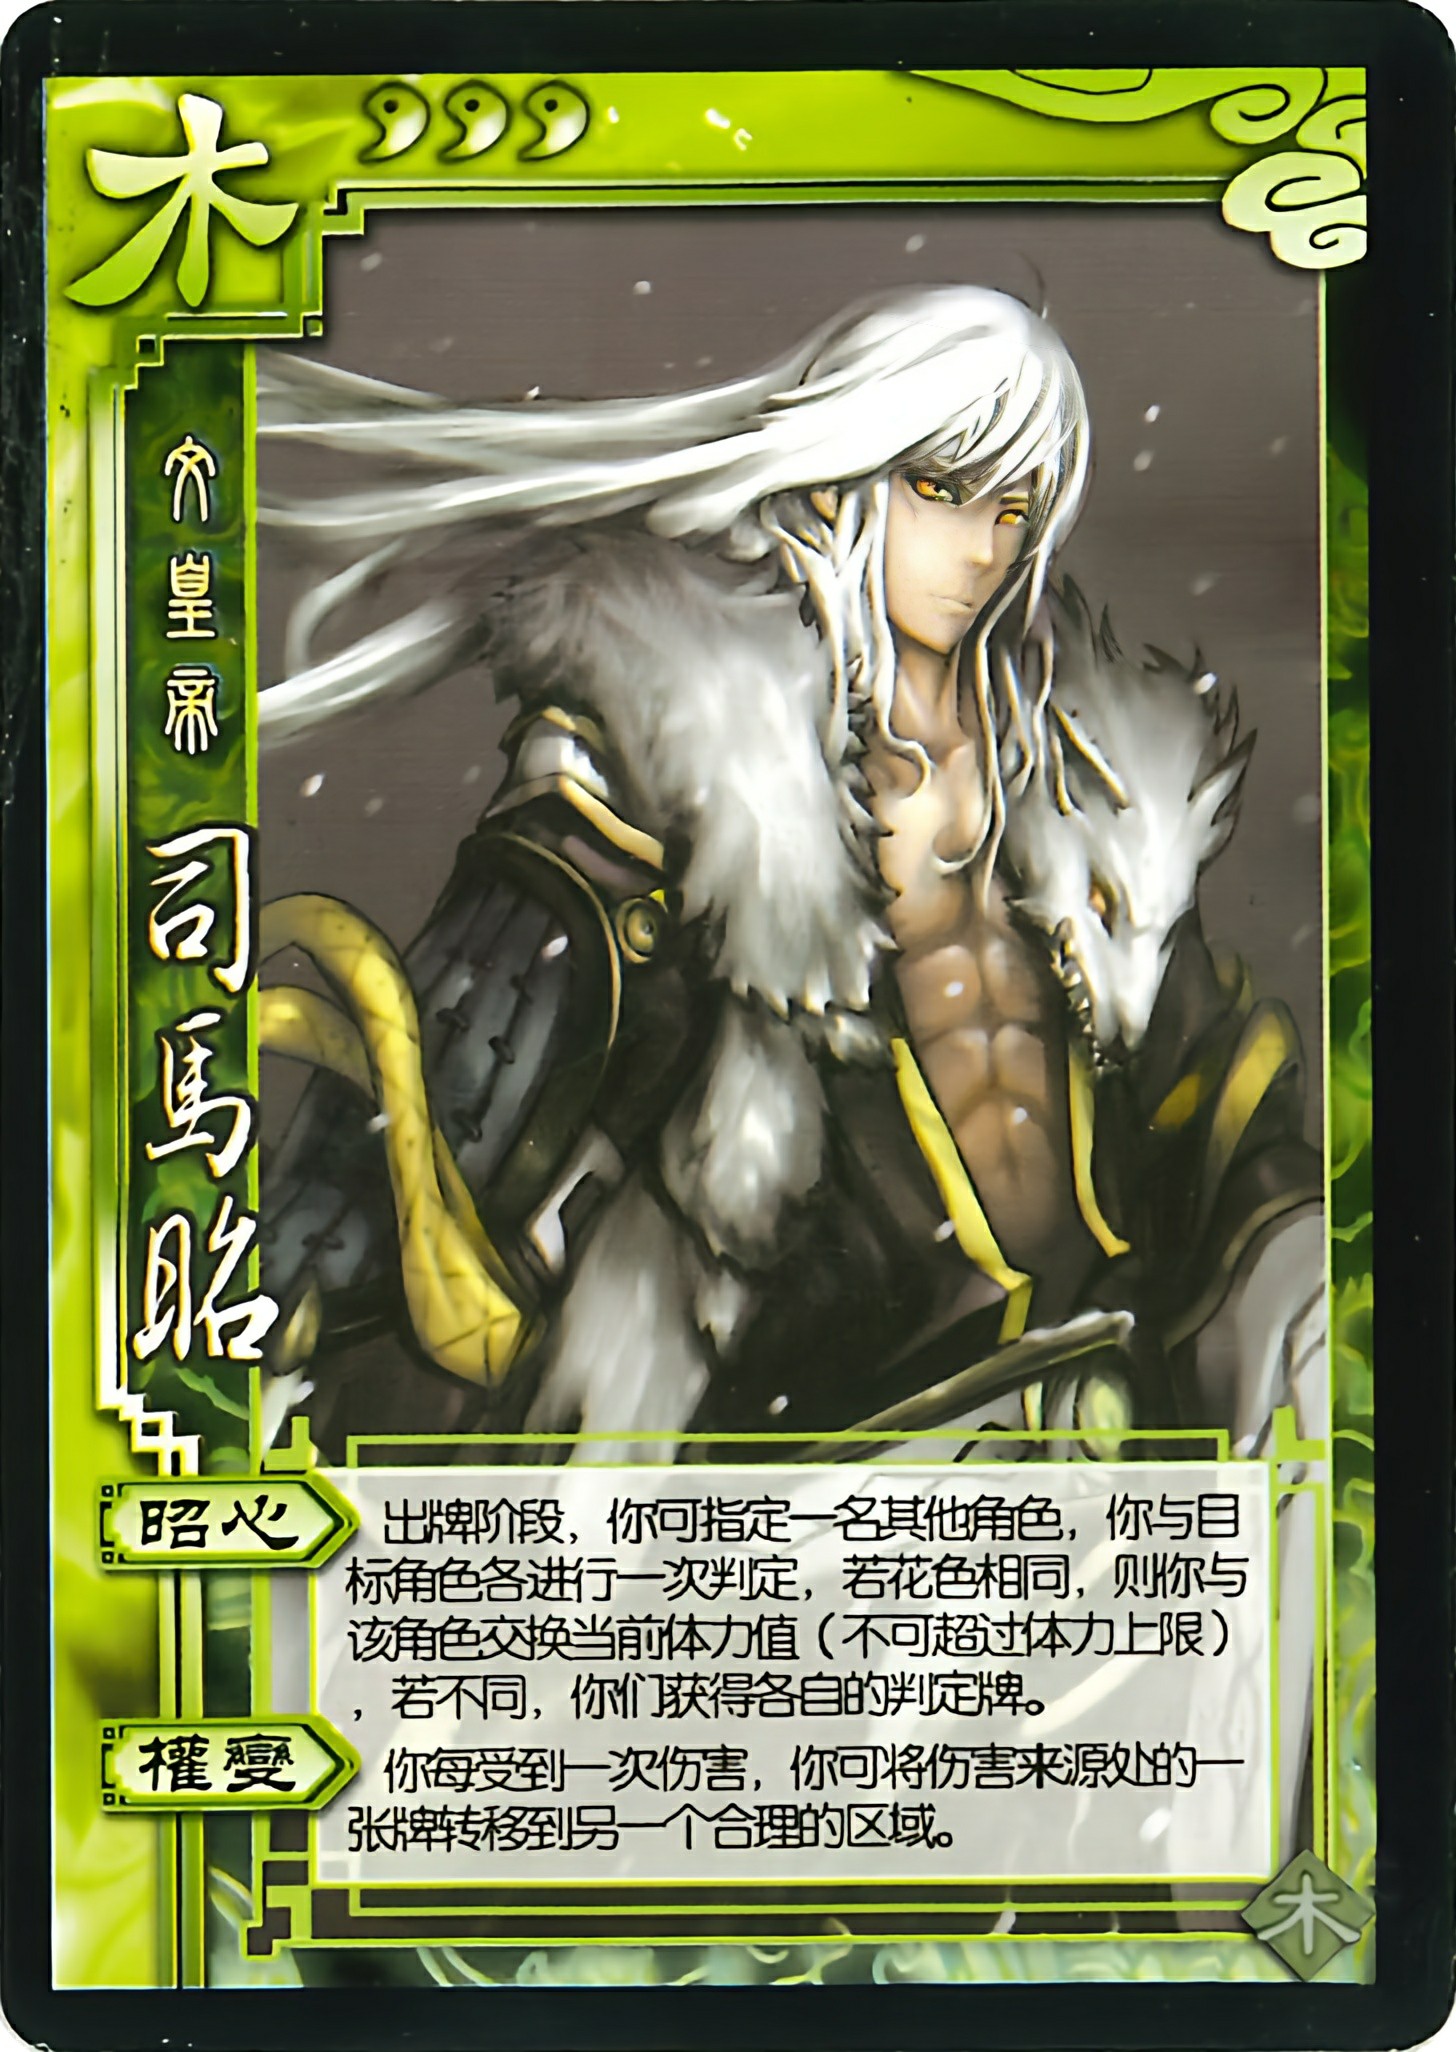 木
文皇帝
司馬昭
昭心
出牌阶段，你可指定一名其他角色，你与目
标角色各进行一次判定，若花色相同，则你与
该角色交换当前体力值（不可超过体力上限）
，若不同，你们获得各自的判定牌。
權變
你每受到一次伤害，你可将伤害来源处的一
张牌转移到另一个合理的区域。
木